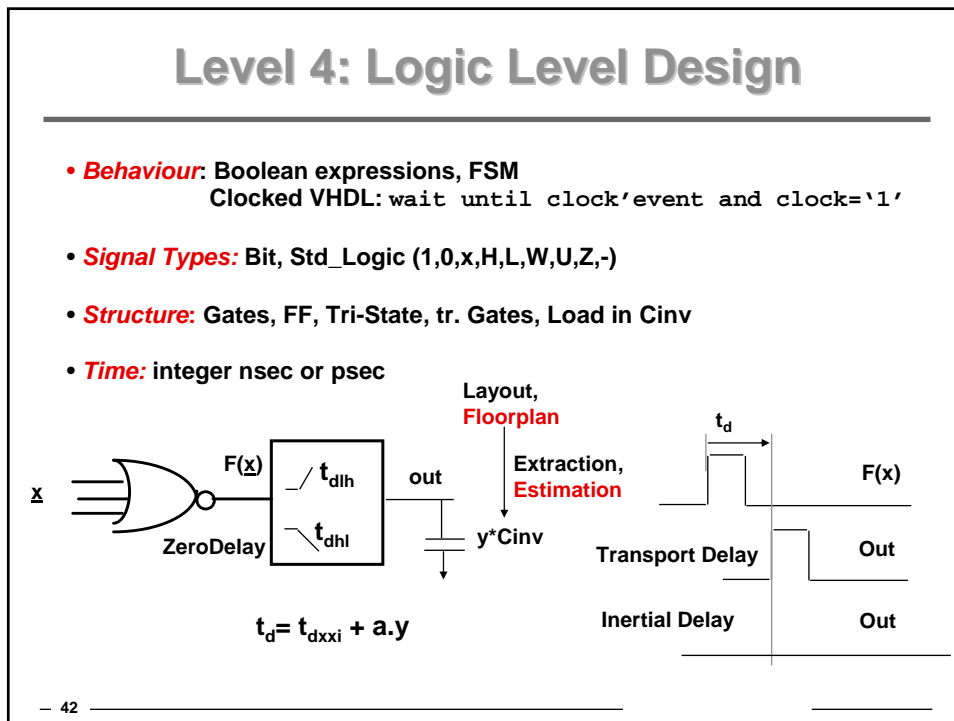 Level 4: Logic Level Design
• Behaviour: Boolean expressions, FSM
Clocked VHDL: wait until clock’event and clock=‘1’
• Signal Types: Bit, Std_Logic (1,0,x,H,L,W,U,Z,-)
• Structure: Gates, FF, Tri-State, tr. Gates, Load in Cinv
• Time: integer nsec or psec
Layout,
Floorplan
Extraction,
Estimation
y*Cinv
x
F(x)
ZeroDelay
tdlh
tdhl
out
td= tdxxi + a.y
td
F(x)
Transport Delay
Out
Inertial Delay
Out
42